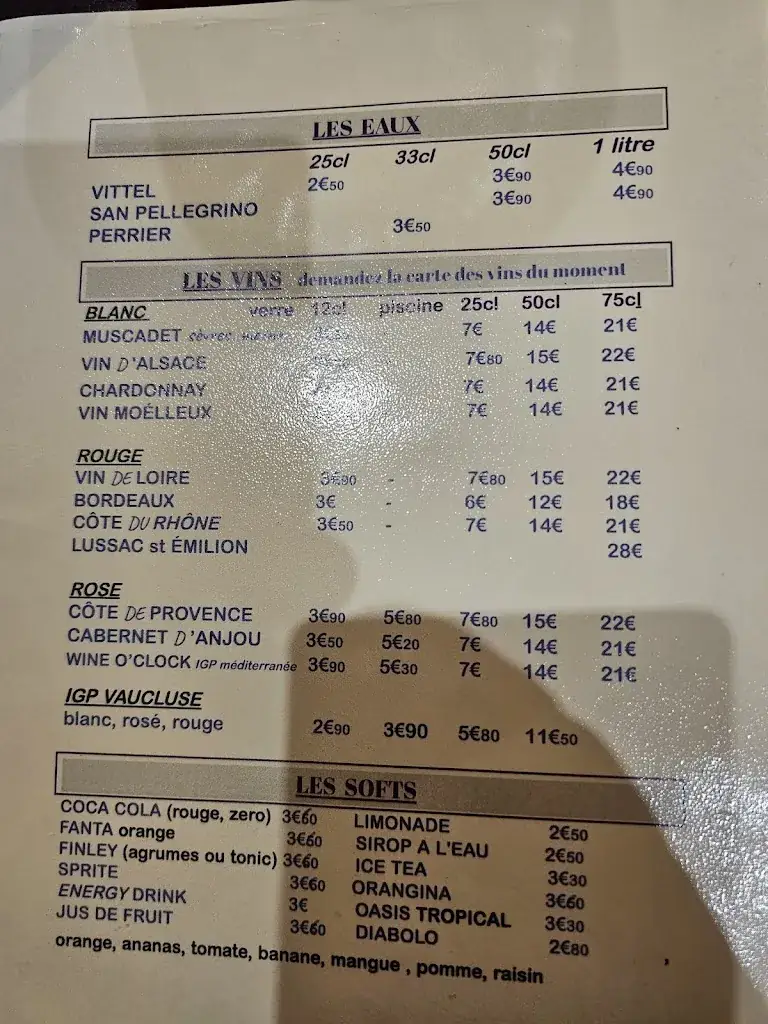 LES EAUX
25cl 33cl 50cl 1 litre
VITTEL 2€50 3€90 4€90
SAN PELLEGRINO 3€90 4€90
PERRIER 3€50
LES VINS demandez la carte des vins du moment
BLANC verre 12cl piscine 25cl 50cl 75cl
MUSCADET 7€ 14€ 21€
VIN D'ALSACE 7€80 15€ 22€
CHARDONNAY 7€ 14€ 21€
VIN MOÉLLEUX 7€ 14€ 21€
ROUGE
VIN DE LOIRE 3€90 - 7€80 15€ 22€
BORDEAUX 3€ - 6€ 12€ 18€
CÔTE DU RHÔNE 3€50 - 7€ 14€ 21€
LUSSAC st ÉMILION 28€
ROSE
CÔTE DE PROVENCE 3€90 5€80 7€80 15€ 22€
CABERNET D'ANJOU 3€50 5€20 7€ 14€ 21€
WINE O'CLOCK IGP méditerranée 3€90 5€30 7€ 14€ 21€
IGP VAUCLUSE
blanc, rosé, rouge 2€90 3€90 5€80 11€50
LES SOFTS
COCA COLA (rouge, zero) 3€60 LIMONADE 2€50
FANTA orange 3€60 SIROP A L'EAU 2€50
FINLEY (agrumes ou tonic) 3€60 ICE TEA 3€30
SPRITE 3€60 ORANGINA 3€60
ENERGY DRINK 3€ OASIS TROPICAL 3€30
JUS DE FRUIT 3€60 DIABOLO 2€80
orange, ananas, tomate, banane, mangue , pomme, raisin